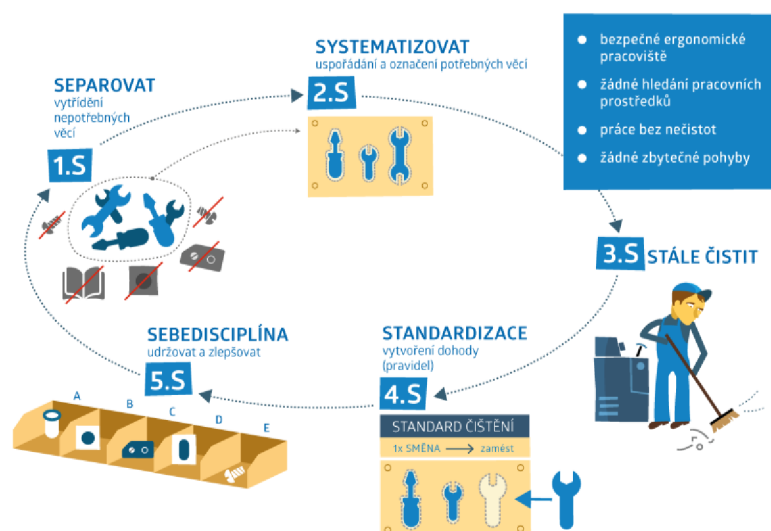 SYSTEMATIZOVAT
uspořádání a označení potřebných věcí
2.S
SEPAROVAT
vytřídění
nepotřebných
věcí
1.S
bezpečné ergonomické
pracoviště
žádné hledání pracovních
prostředků
práce bez nečistot
žádné zbytečné pohyby
3.S STÁLE ČISTIT
STANDARDIZACE
vytvoření dohody
(pravidel)
4.S
STANDARD ČIŠTĚNÍ
1x SMĚNA zamést
SEBEDISCIPLÍNA
udržovat a zlepšovat
5.S
A B C D E